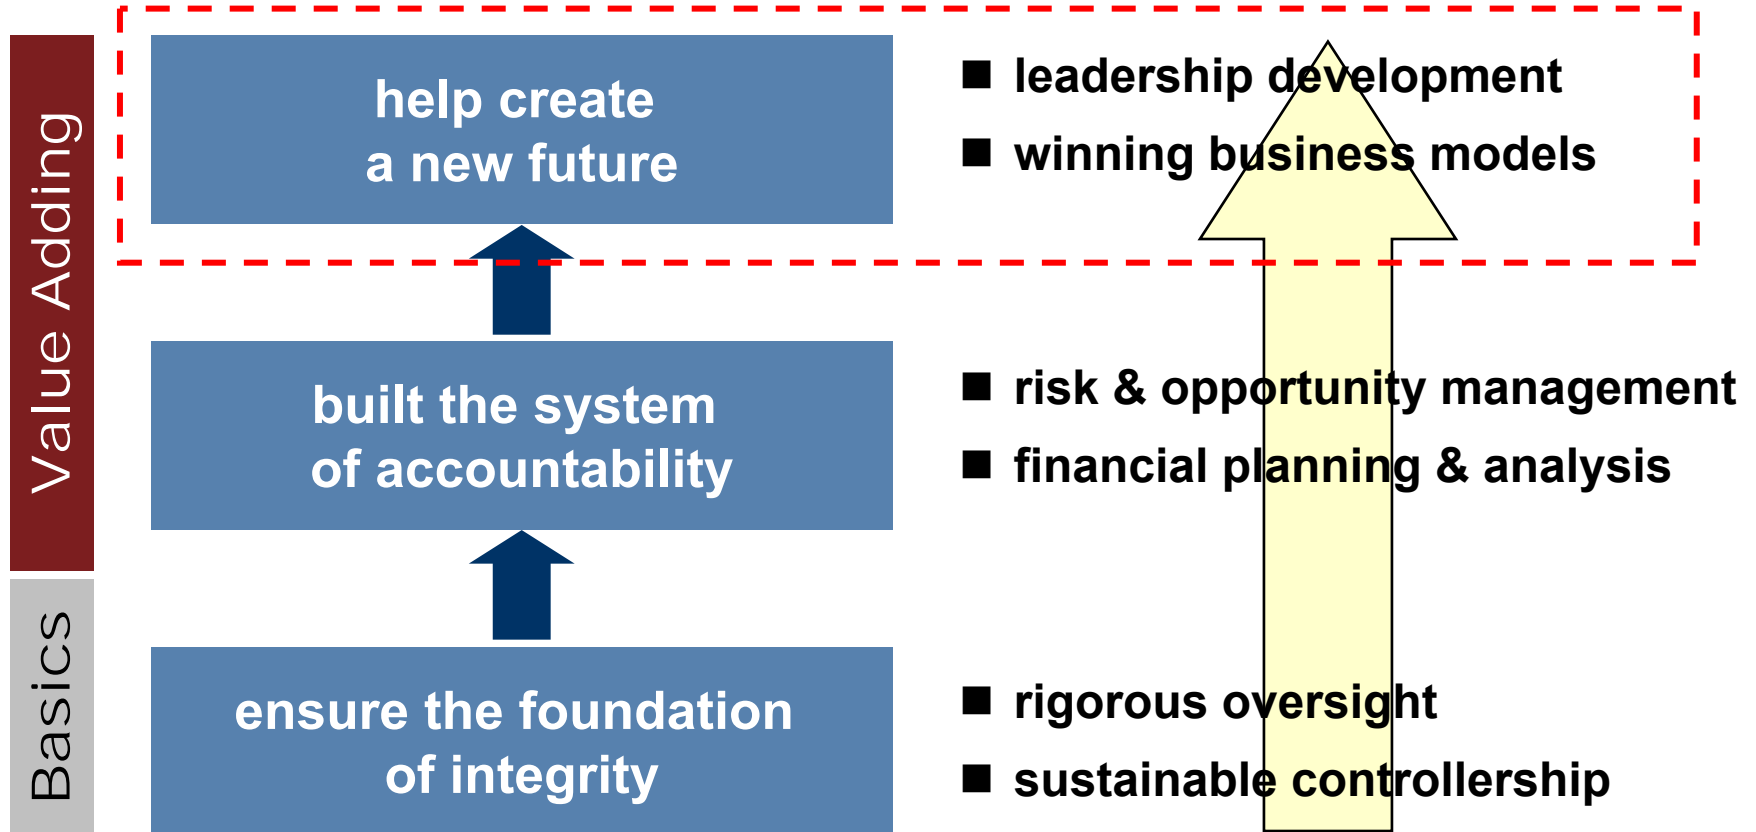 Value Adding
help create
a new future
■ leadership development
■ winning business models
built the system
of accountability
■ risk & opportunity management
■ financial planning & analysis
Basics
ensure the foundation
of integrity
■ rigorous oversight
■ sustainable controllership